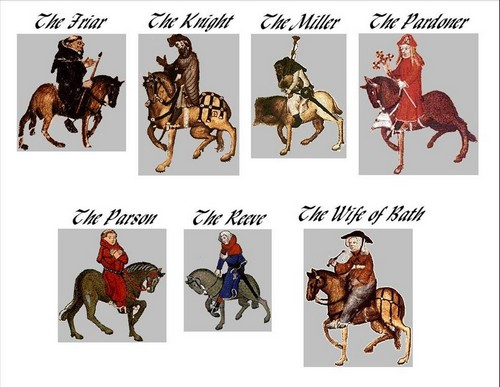 The Friar
The Knight
The Miller
The Pardoner
The Parson
The Reeve
The Wife of Bath